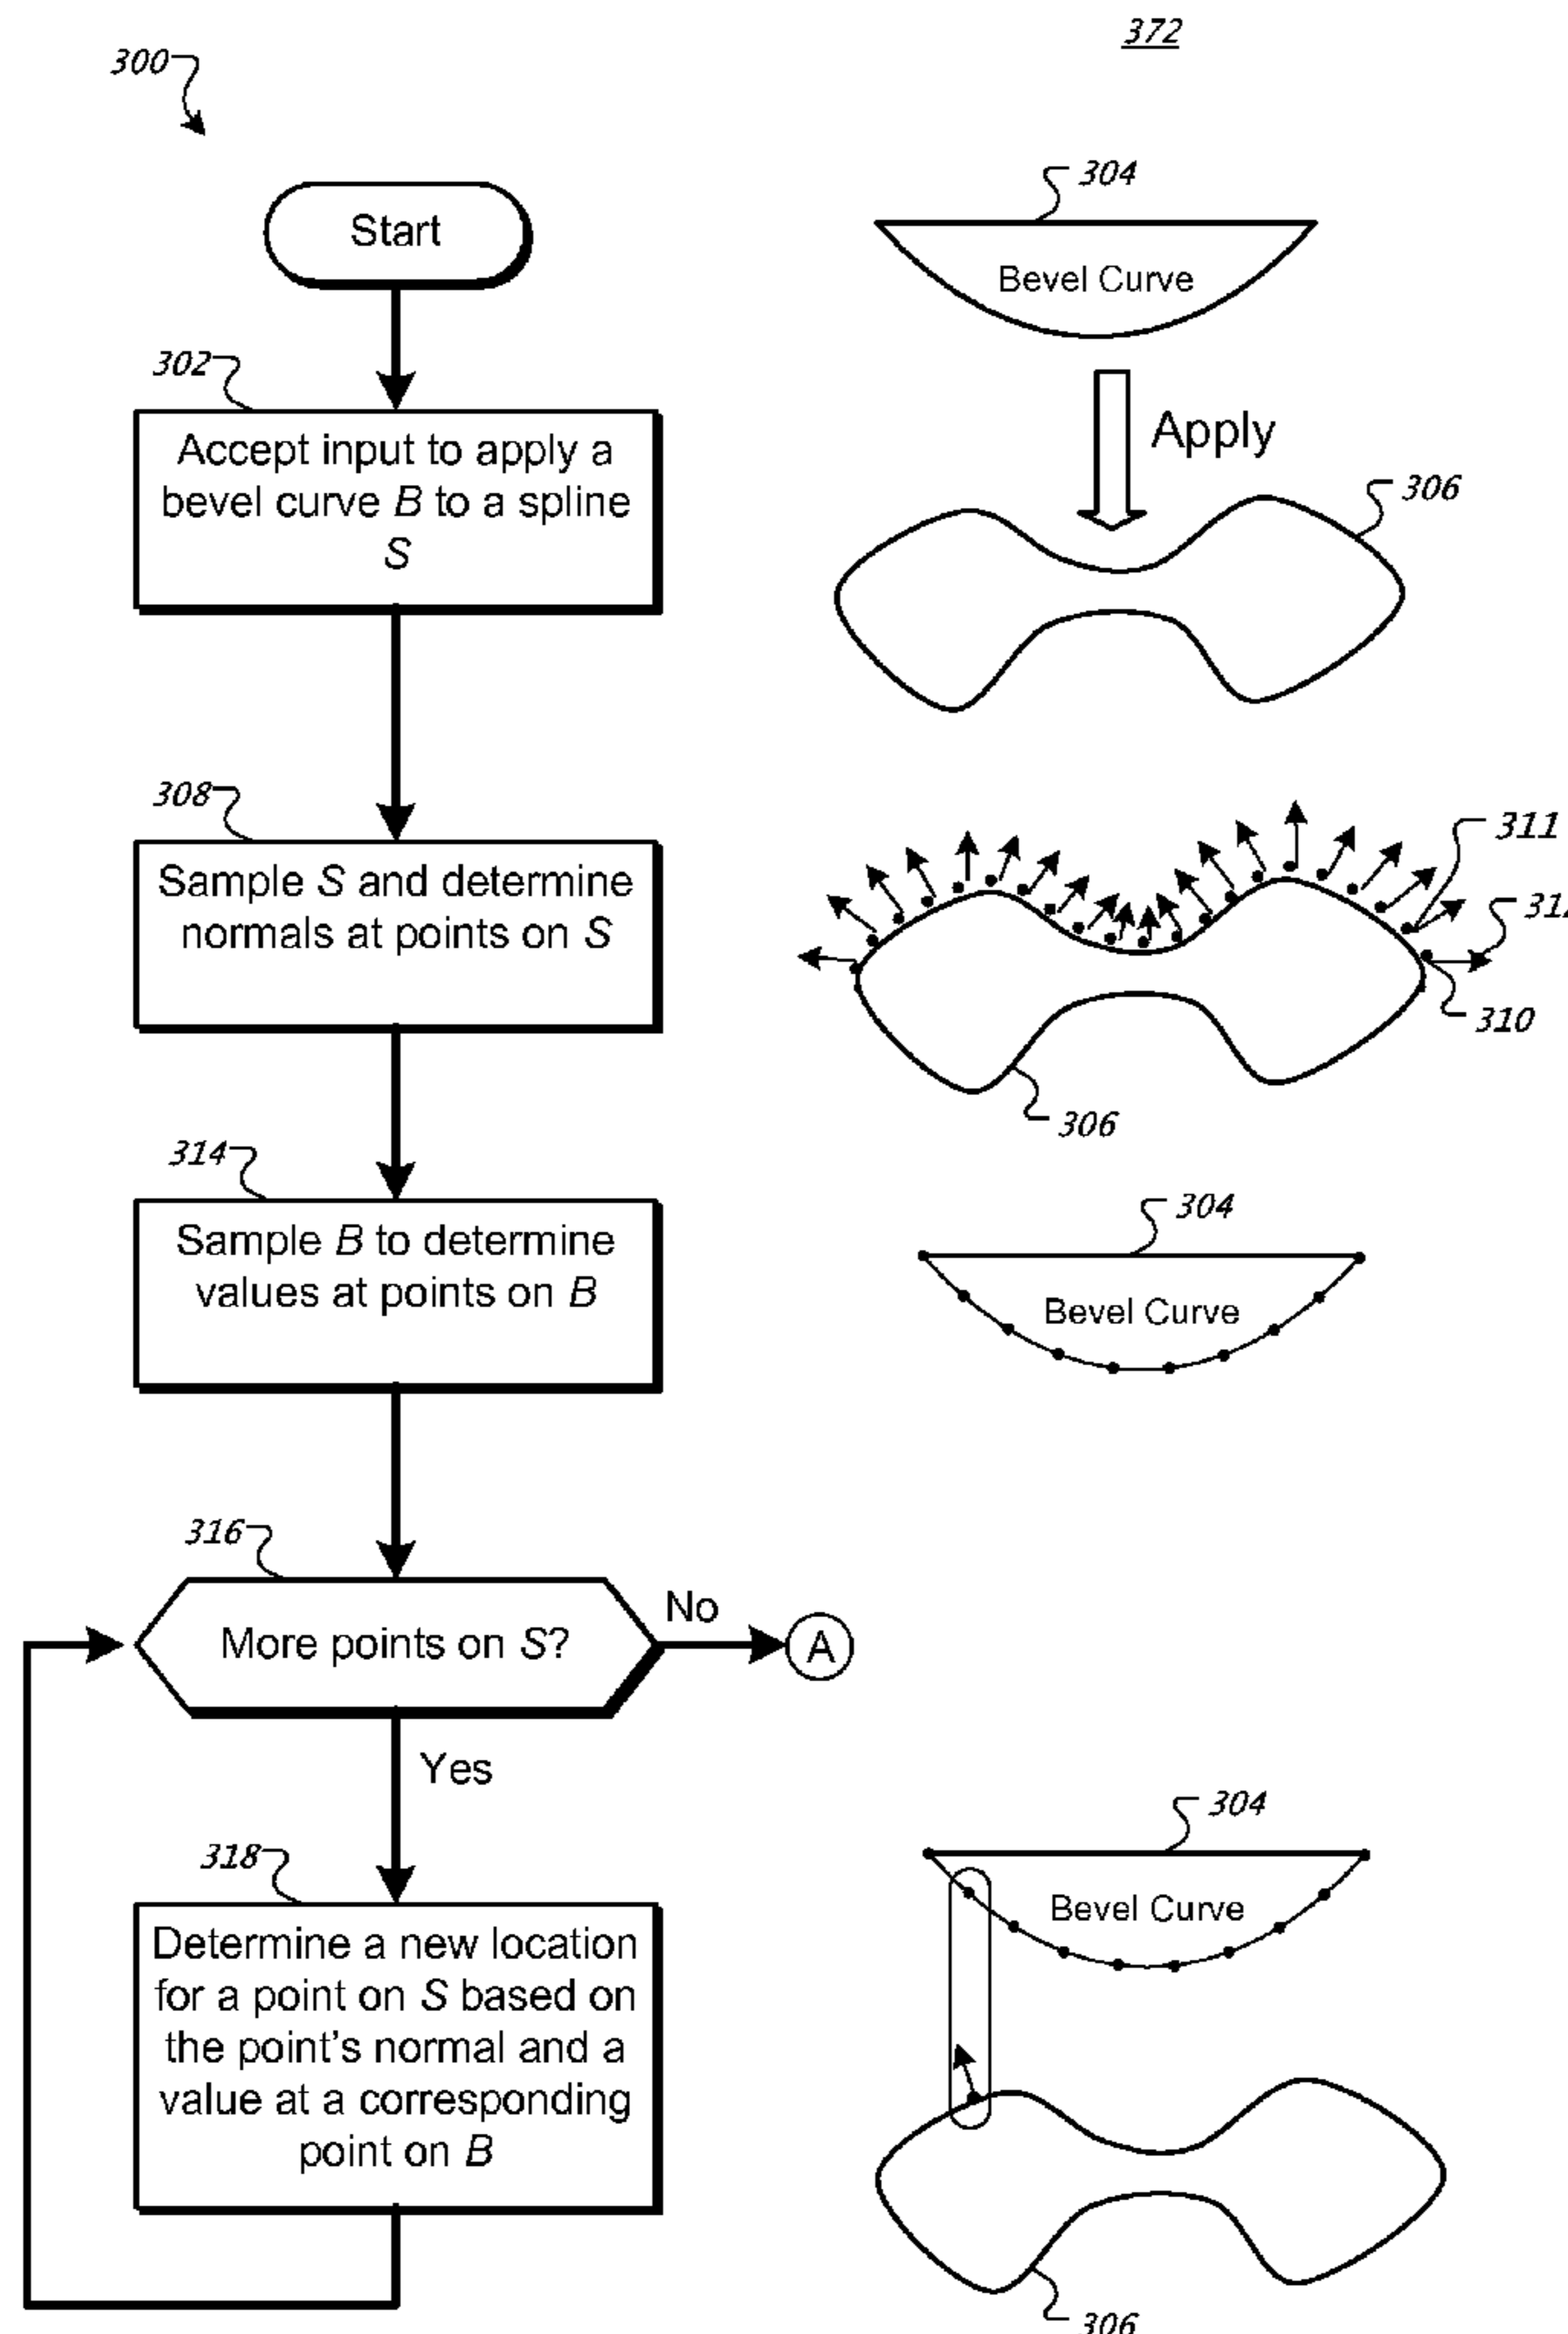 372
300
Start
304
Bevel Curve
302
Accept input to apply a
bevel curve B to a spline
S
Apply
306
308
Sample S and determine
normals at points on S
311
312
310
306
314
Sample B to determine
values at points on B
304
Bevel Curve
316
More points on S?
No
A
Yes
318
Determine a new location
for a point on S based on
the point's normal and a
value at a corresponding
point on B
304
Bevel Curve
306